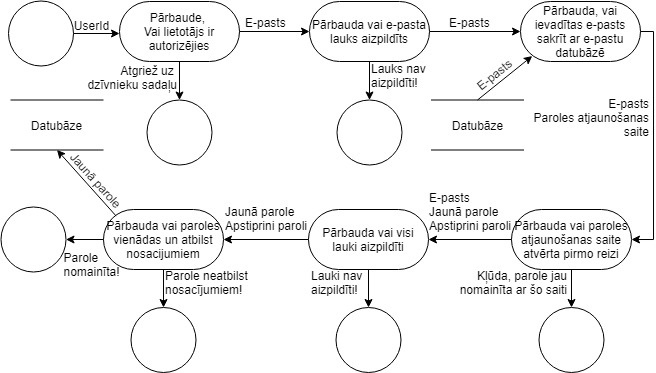 UserId
Pārbaude,
Vai lietotājs ir
autorizējies
E-pasts
Pārbauda vai e-pasta
lauks aizpildīts
E-pasts
Pārbauda, vai
ievadītas e-pasts
sakrīt ar e-pastu
datubāzē
Atgriež uz
dzīvnieku sadaļu
Lauks nav
aizpildīti!
E-pasts
E-pasts
Paroles atjaunošanas
saite
Datubāze
Datubāze
Jaunā parole
Pārbauda vai paroles
vienādas un atbilst
nosacijumiem
Jaunā parole
Apstiprini paroli
Pārbauda vai visi
lauki aizpildīti
E-pasts
Jaunā parole
Apstiprini paroli
Pārbauda vai paroles
atjaunošanas saite
atvērta pirmo reizi
Parole
nomainīta!
Parole neatbilst
nosacījumiem!
Lauki nav
aizpildīti!
Kļūda, parole jau
nomainīta ar šo saiti